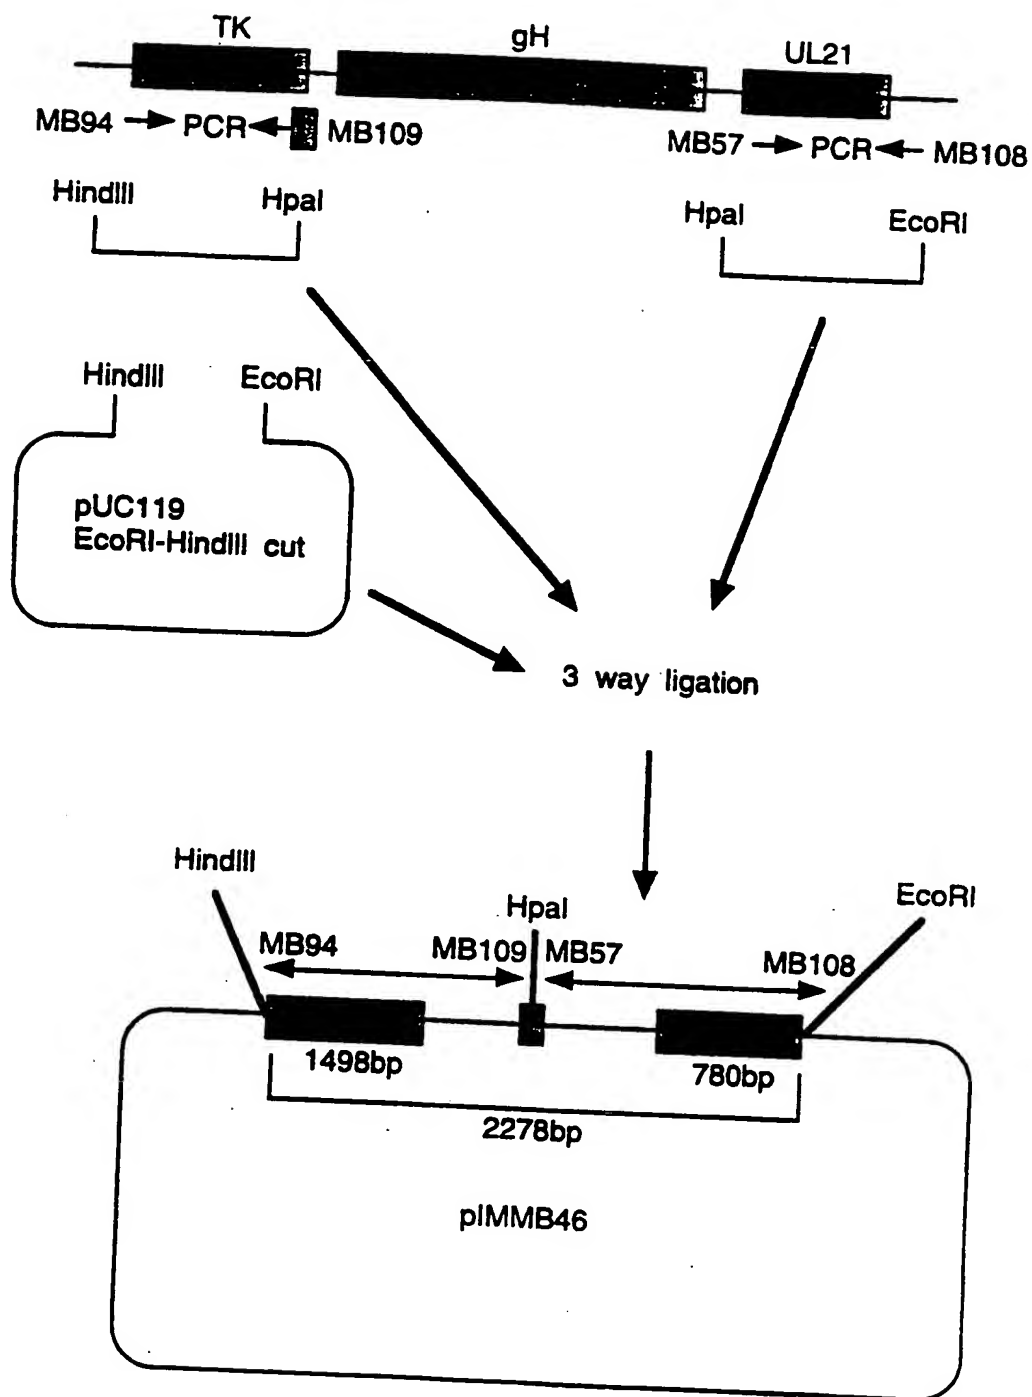 TK
gH
UL21
MB94 PCR MB109
MB57 PCR MB108
HindIII
HpaI
HpaI
EcoRI
HindIII
EcoRI
pUC119
EcoRI-HindIII cut
3 way ligation
HindIII
HpaI
EcoRI
MB94
MB109
MB57
MB108
1498bp
780bp
2278bp
pIMMB46